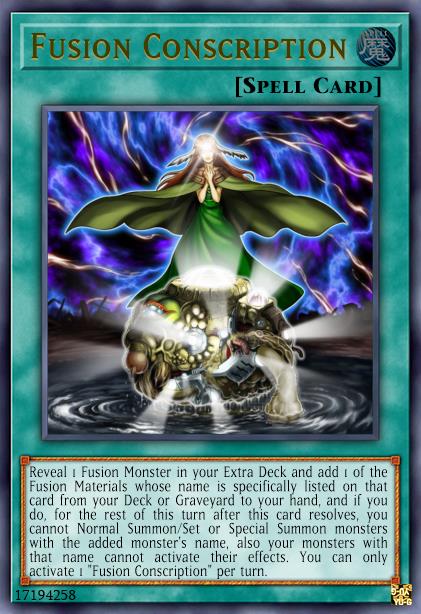 Fusion Conscription
魔
[Spell Card]
Reveal 1 Fusion Monster in your Extra Deck and add 1 of the
Fusion Materials whose name is specifically listed on that
card from your Deck or Graveyard to your hand, and if you
do, for the rest of this turn after this card resolves, you
cannot Normal Summon/Set or Special Summon monsters
with the added monster's name, also your monsters with
that name cannot activate their effects. You can only
activate 1 "Fusion Conscription" per turn.
17194258